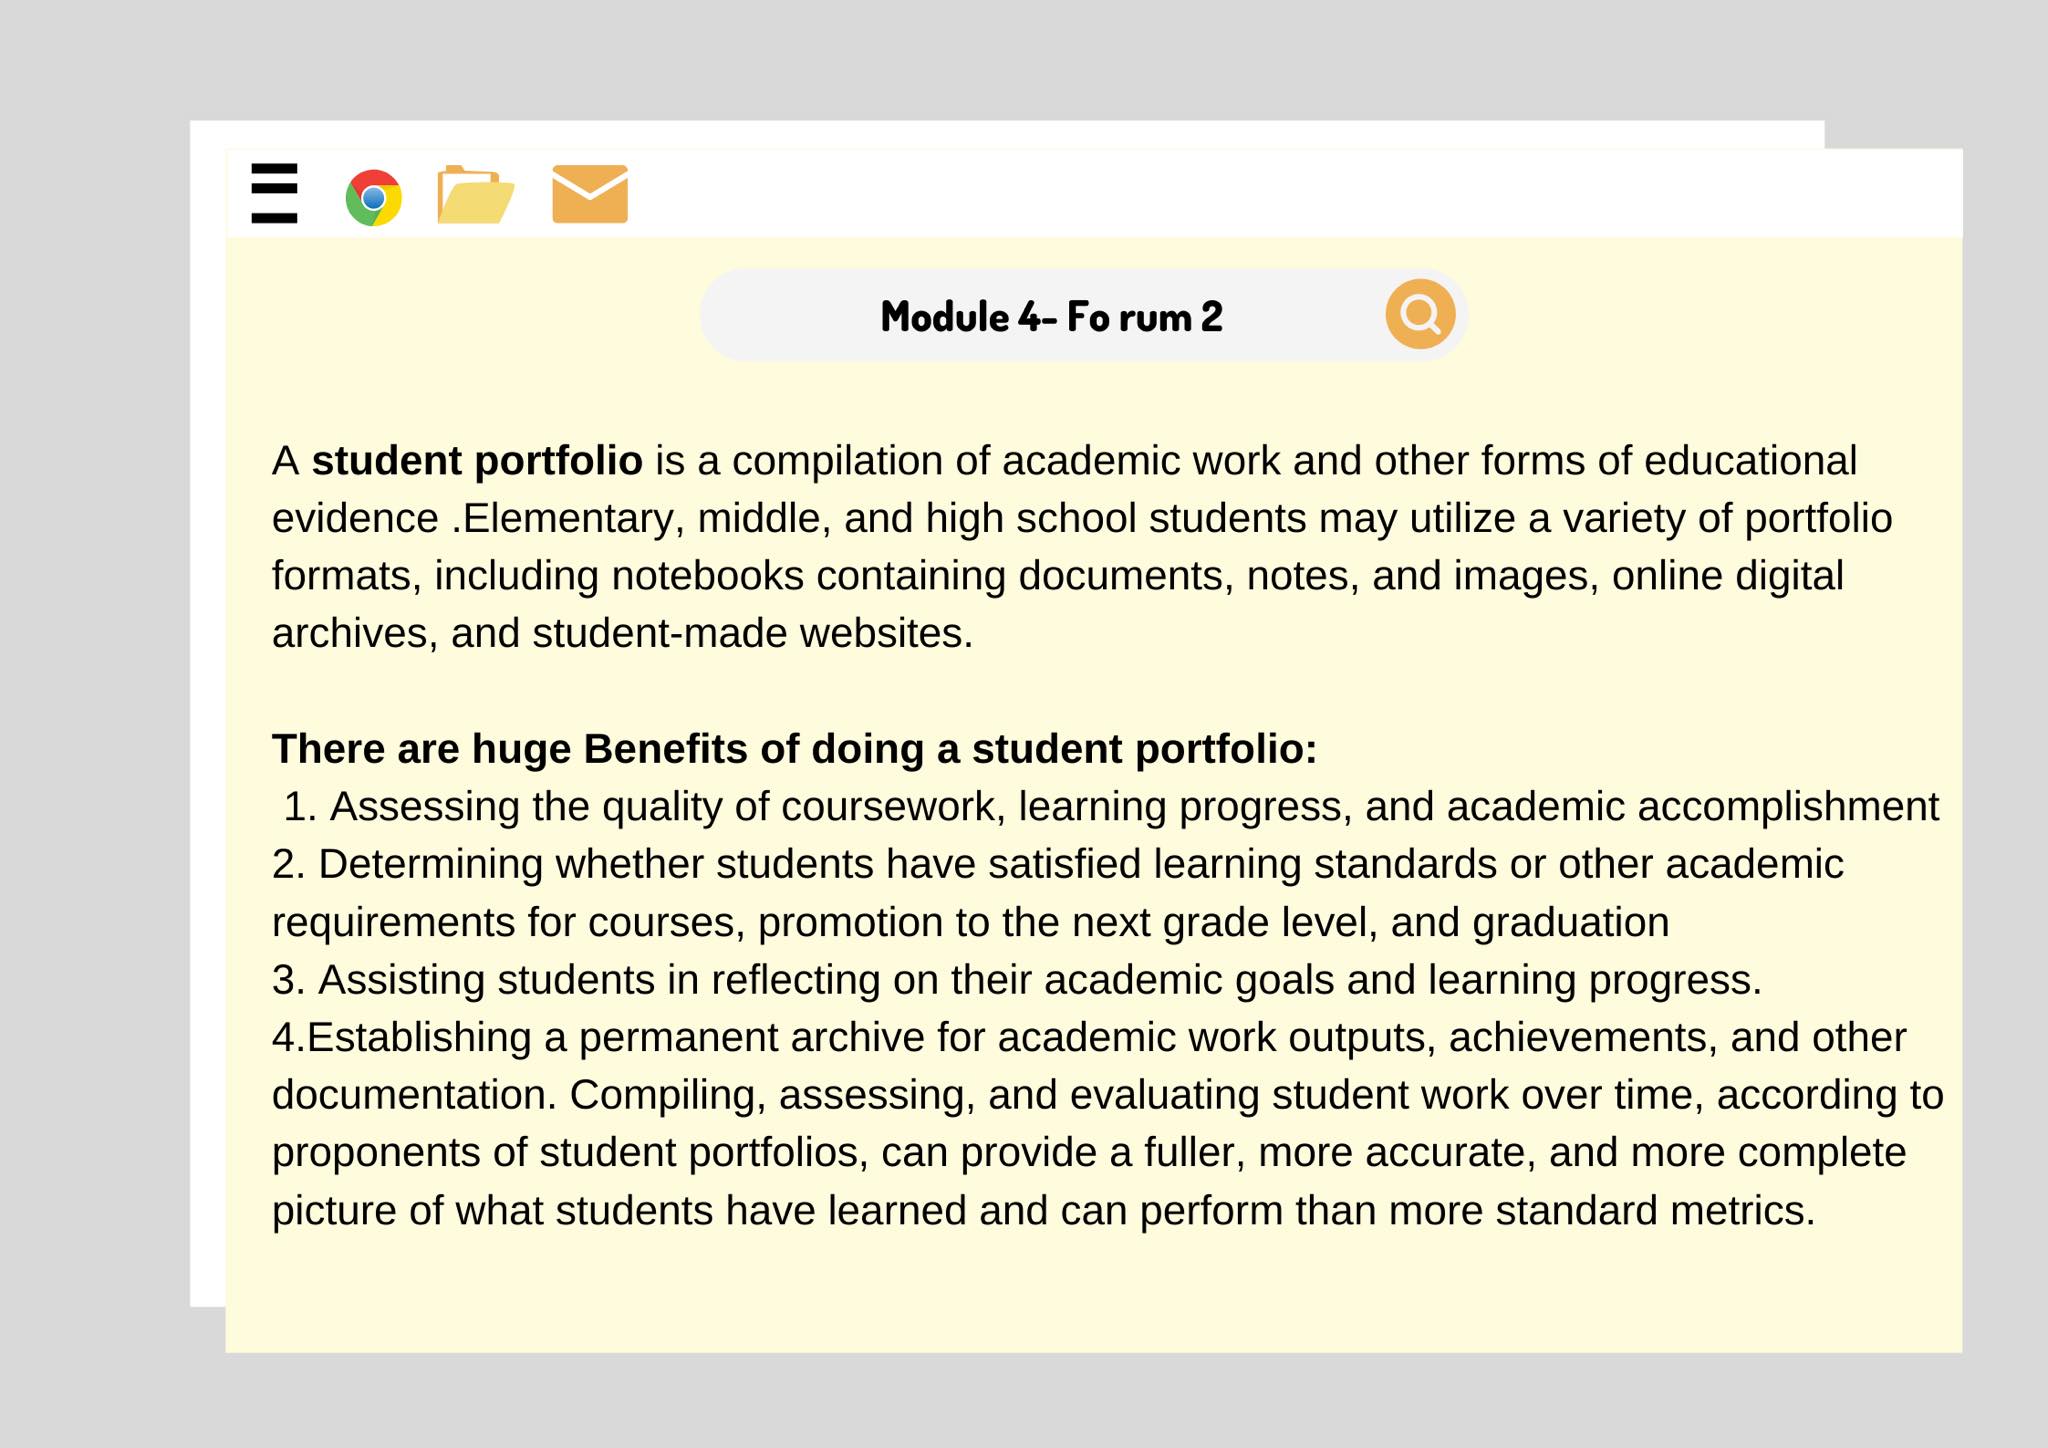 Module 4- Fo rum 2
A student portfolio is a compilation of academic work and other forms of educational
evidence .Elementary, middle, and high school students may utilize a variety of portfolio
formats, including notebooks containing documents, notes, and images, online digital
archives, and student-made websites.
There are huge Benefits of doing a student portfolio:
1. Assessing the quality of coursework, learning progress, and academic accomplishment
2. Determining whether students have satisfied learning standards or other academic
requirements for courses, promotion to the next grade level, and graduation
3. Assisting students in reflecting on their academic goals and learning progress.
4.Establishing a permanent archive for academic work outputs, achievements, and other
documentation. Compiling, assessing, and evaluating student work over time, according to
proponents of student portfolios, can provide a fuller, more accurate, and more complete
picture of what students have learned and can perform than more standard metrics.